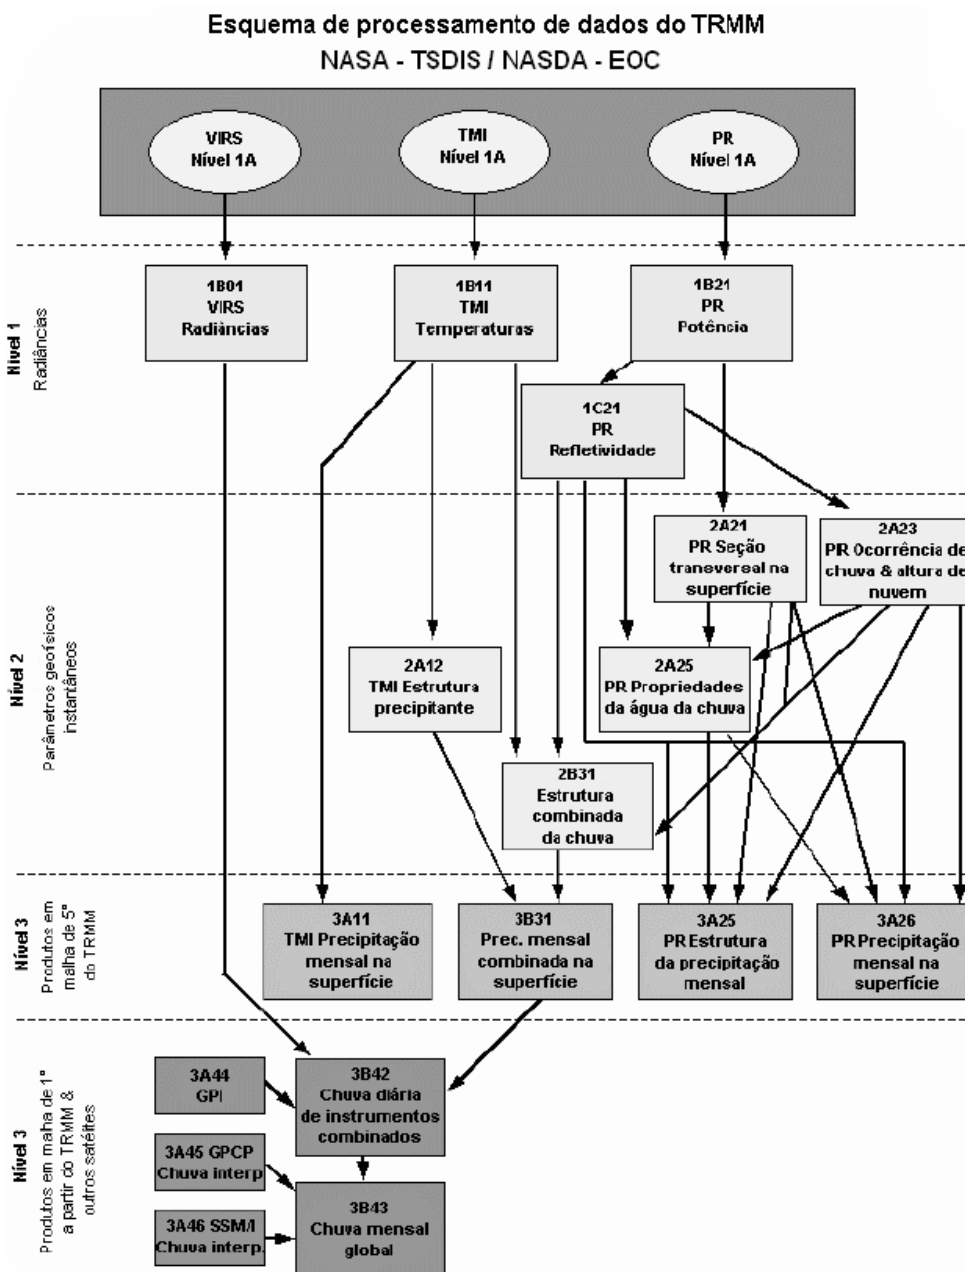 Esquema de processamento de dados do TRMM
NASA - TSDIS / NASDA - EOC
VIRS
Nível 1A
TMI
Nível 1A
PR
Nível 1A
Nível 1
Radiâncias
1B01
VIRS
Radiâncias
1B11
TMI
Temperaturas
1B21
PR
Potência
1C21
PR
Refletividade
Nível 2
Parâmetros geofísicos
instantâneos
2A21
PR Seção
transversal na
superfície
2A23
PR Ocorrência de
chuva & altura de
nuvem
2A12
TMI Estrutura
precipitante
2A25
PR Propriedades
da água da chuva
2B31
Estrutura
combinada
da chuva
Nível 3
Produtos em
malha de 5°
do TRMM
3A11
TMI Precipitação
mensal na
superfície
3B31
Prec. mensal
combinada na
superfície
3A25
PR Estrutura
da precipitação
mensal
3A26
PR Precipitação
mensal na
superfície
Nível 3
Produtos em malha de 1°
a partir do TRMM &
outros satélites
3A44
GPI
3B42
Chuva diária
de instrumentos
combinados
3A45 GPCP
Chuva interp
3A46 SSM/I
Chuva interp.
3B43
Chuva mensal
global